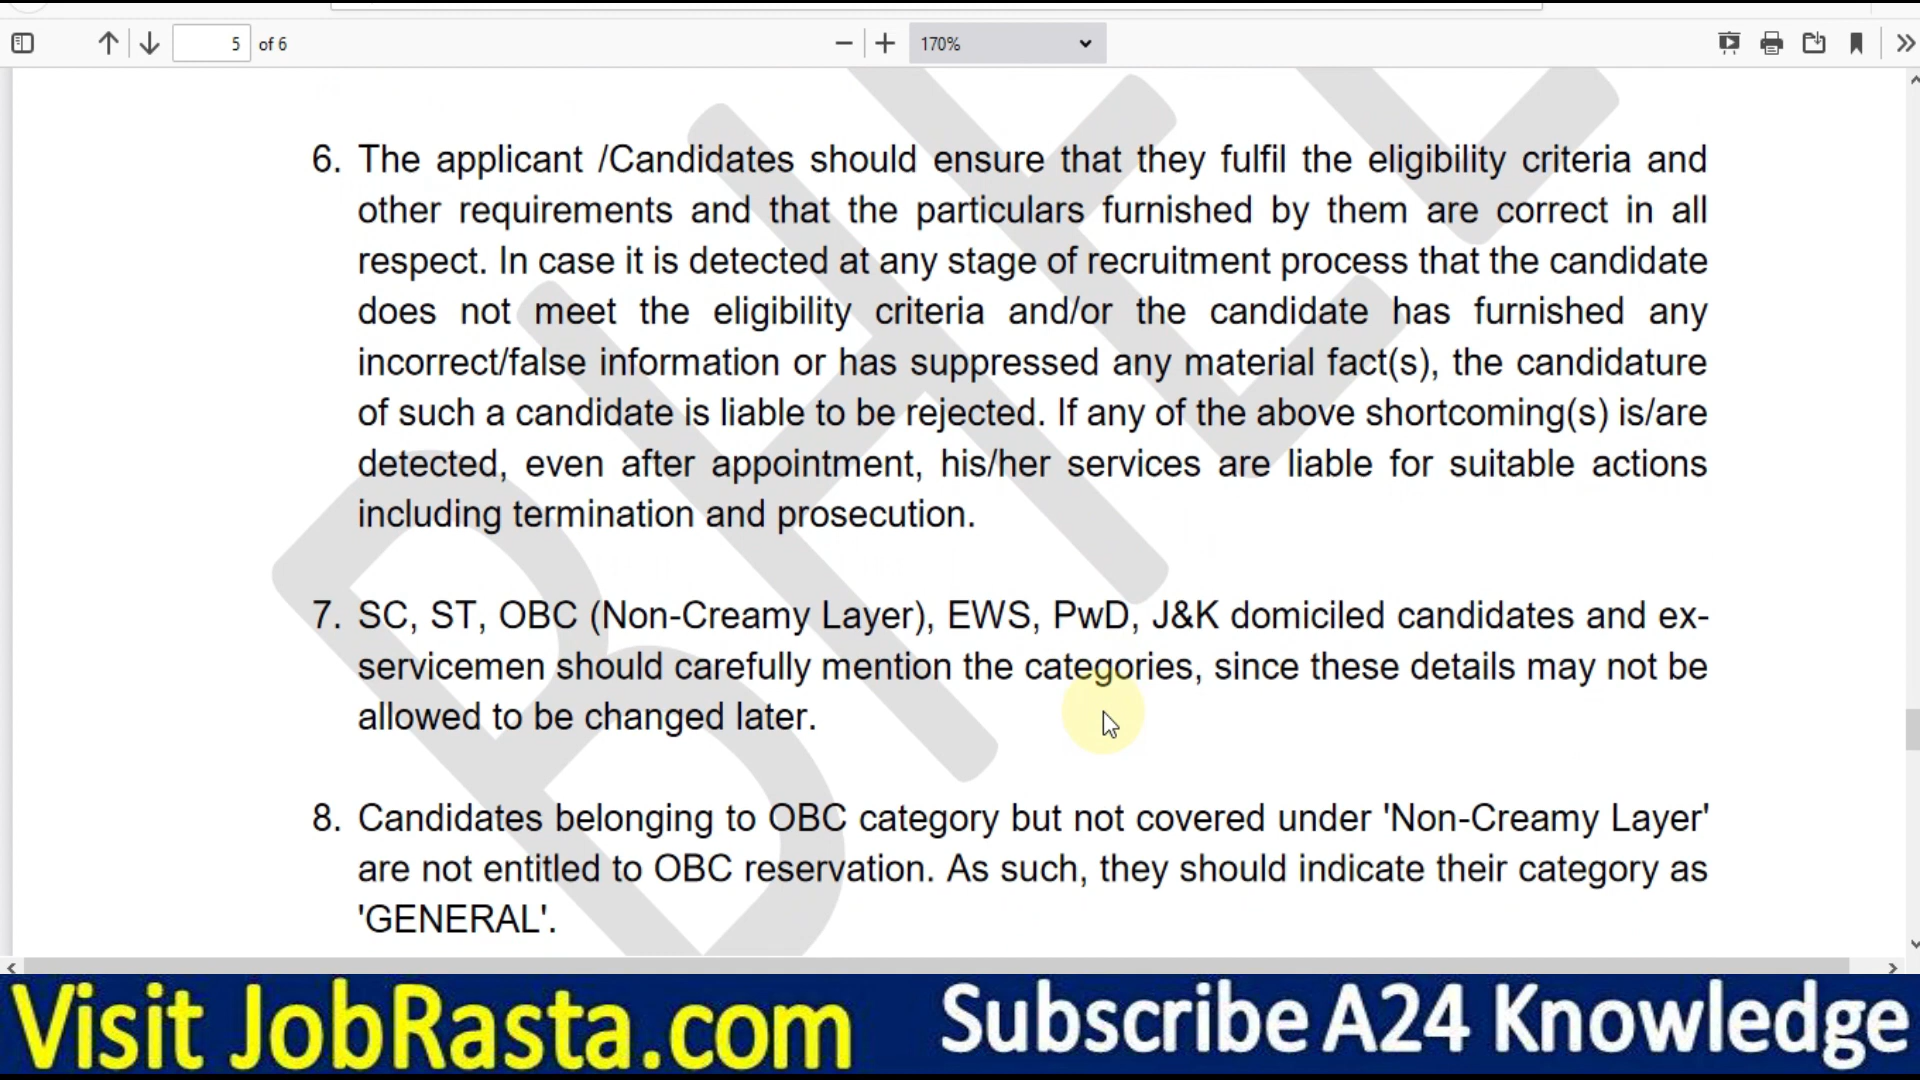 5 of 6
170%
BHEL
6. The applicant /Candidates should ensure that they fulfil the eligibility criteria and
other requirements and that the particulars furnished by them are correct in all
respect. In case it is detected at any stage of recruitment process that the candidate
does not meet the eligibility criteria and/or the candidate has furnished any
incorrect/false information or has suppressed any material fact(s), the candidature
of such a candidate is liable to be rejected. If any of the above shortcoming(s) is/are
detected, even after appointment, his/her services are liable for suitable actions
including termination and prosecution.
7. SC, ST, OBC (Non-Creamy Layer), EWS, PwD, J&K domiciled candidates and ex-
servicemen should carefully mention the categories, since these details may not be
allowed to be changed later.
8. Candidates belonging to OBC category but not covered under 'Non-Creamy Layer'
are not entitled to OBC reservation. As such, they should indicate their category as
'GENERAL'.
Visit JobRasta.com Subscribe A24 Knowledge